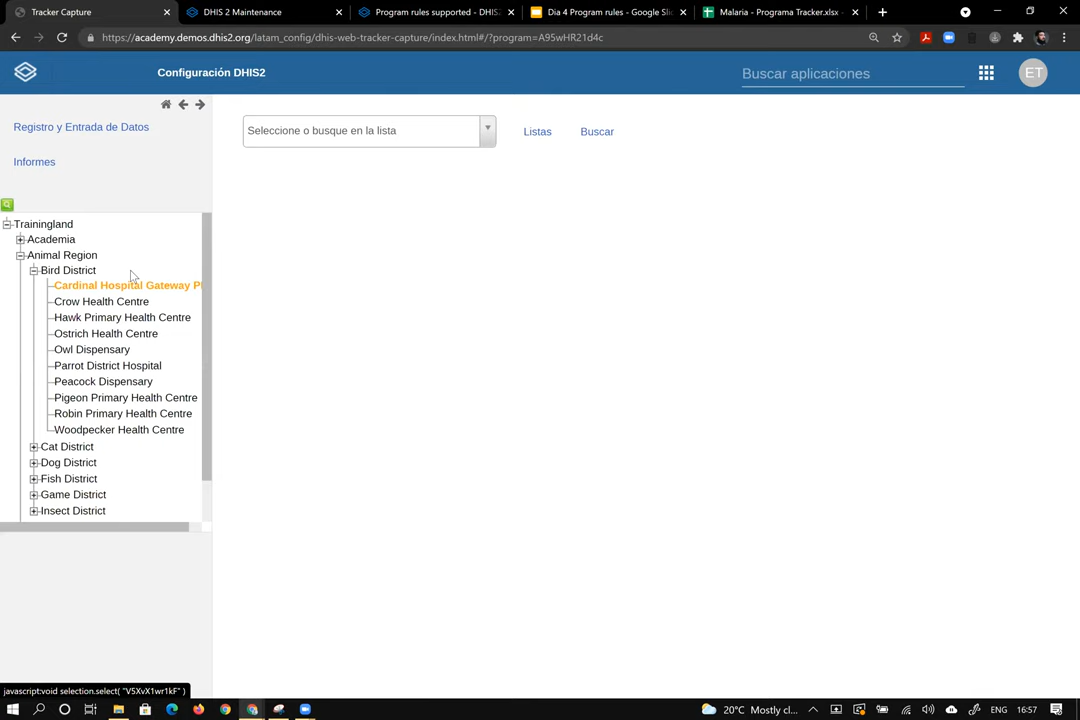 Tracker Capture
DHIS 2 Maintenance
Program rules supported - DHIS
Dia 4 Program rules - Google Sli
Malaria - Programa Tracker.xlsx -
https://academy.demos.dhis2.org/latam_config/dhis-web-tracker-capture/index.html#/?program=A95wHR21d4c
Configuración DHIS2
Buscar aplicaciones
ET
Registro y Entrada de Datos
Informes
Seleccione o busque en la lista
Listas
Buscar
Trainingland
Academia
Animal Region
Bird District
Cardinal Hospital Gateway P
Crow Health Centre
Hawk Primary Health Centre
Ostrich Health Centre
Owl Dispensary
Parrot District Hospital
Peacock Dispensary
Pigeon Primary Health Centre
Robin Primary Health Centre
Woodpecker Health Centre
Cat District
Dog District
Fish District
Game District
Insect District
javascript:void selection.select( "V5XvX1wr1kF" )
20°C Mostly cl...
ENG
16:57